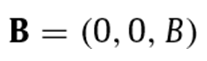 B = (0, 0, B)